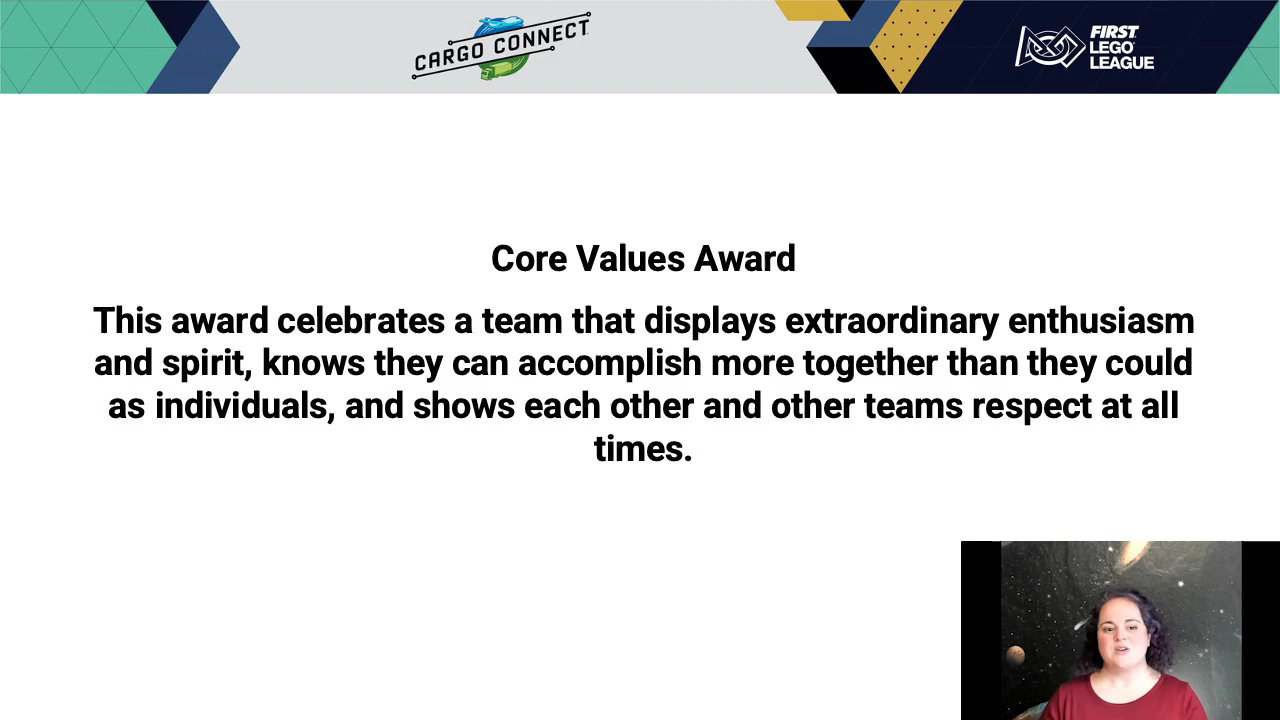 CARGO CONNECT
FIRST
LEGO
LEAGUE
Core Values Award
This award celebrates a team that displays extraordinary enthusiasm
and spirit, knows they can accomplish more together than they could
as individuals, and shows each other and other teams respect at all
times.